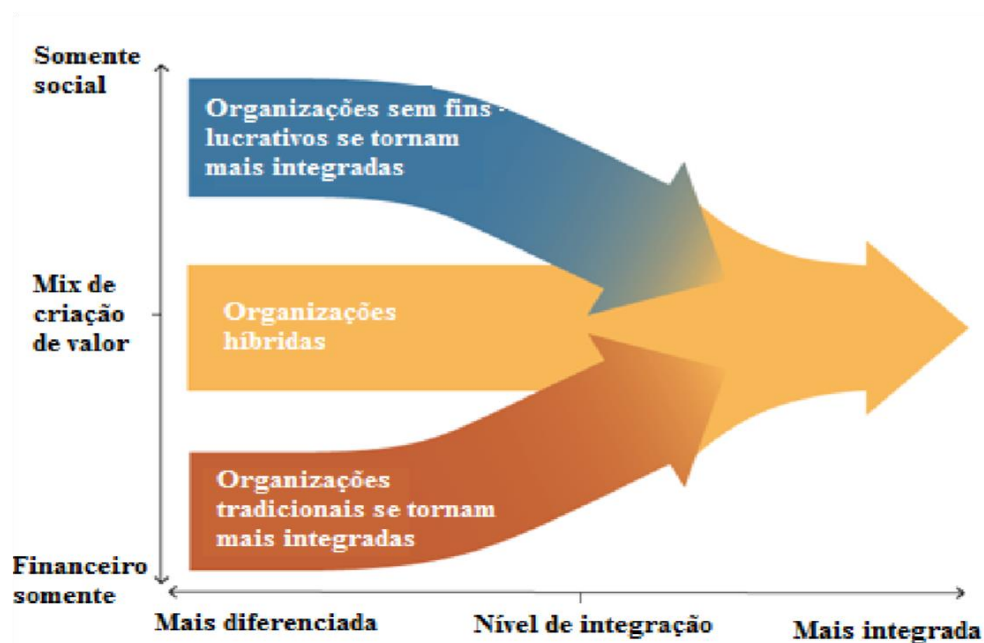 Somente
social
Organizações sem fins -
lucrativos se tornam
mais integradas
Mix de
criação
de valor
Organizações
híbridas
Organizações
tradicionais se tornam
mais integradas
Financeiro
somente
Mais diferenciada
Nível de integração
Mais integrada